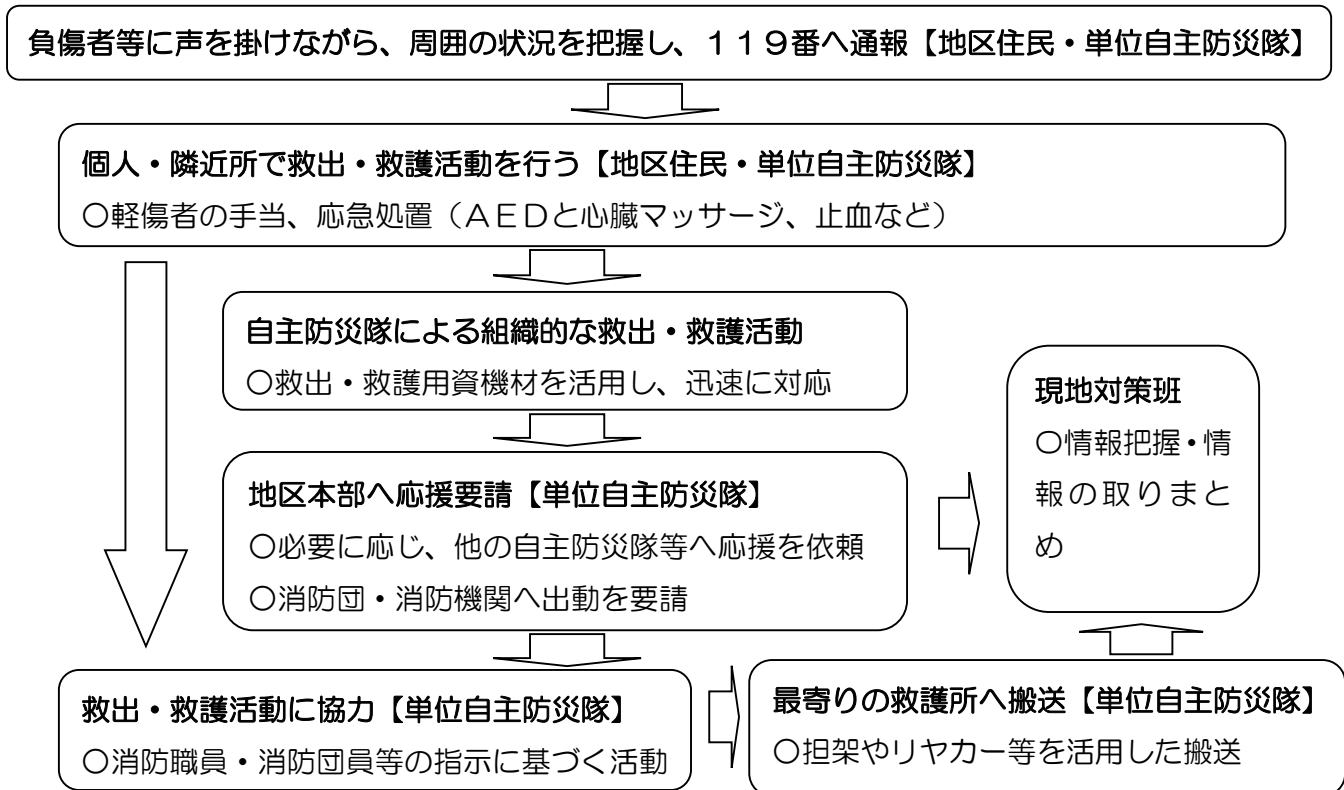 負傷者等に声を掛けながら、周囲の状況を把握し、119番へ通報【地区住民・単位自主防災隊】
個人・隣近所で救出・救護活動を行う【地区住民・単位自主防災隊】
○軽傷者の手当、応急処置（AEDと心臓マッサージ、止血など）
自主防災隊による組織的な救出・救護活動
○救出・救護用資機材を活用し、迅速に対応
地区本部へ応援要請【単位自主防災隊】
○必要に応じ、他の自主防災隊等へ応援を依頼
○消防団・消防機関へ出動を要請
現地対策班
○情報把握・情
報の取りまと
め
救出・救護活動に協力【単位自主防災隊】
○消防職員・消防団員等の指示に基づく活動
最寄りの救護所へ搬送【単位自主防災隊】
○担架やリヤカー等を活用した搬送